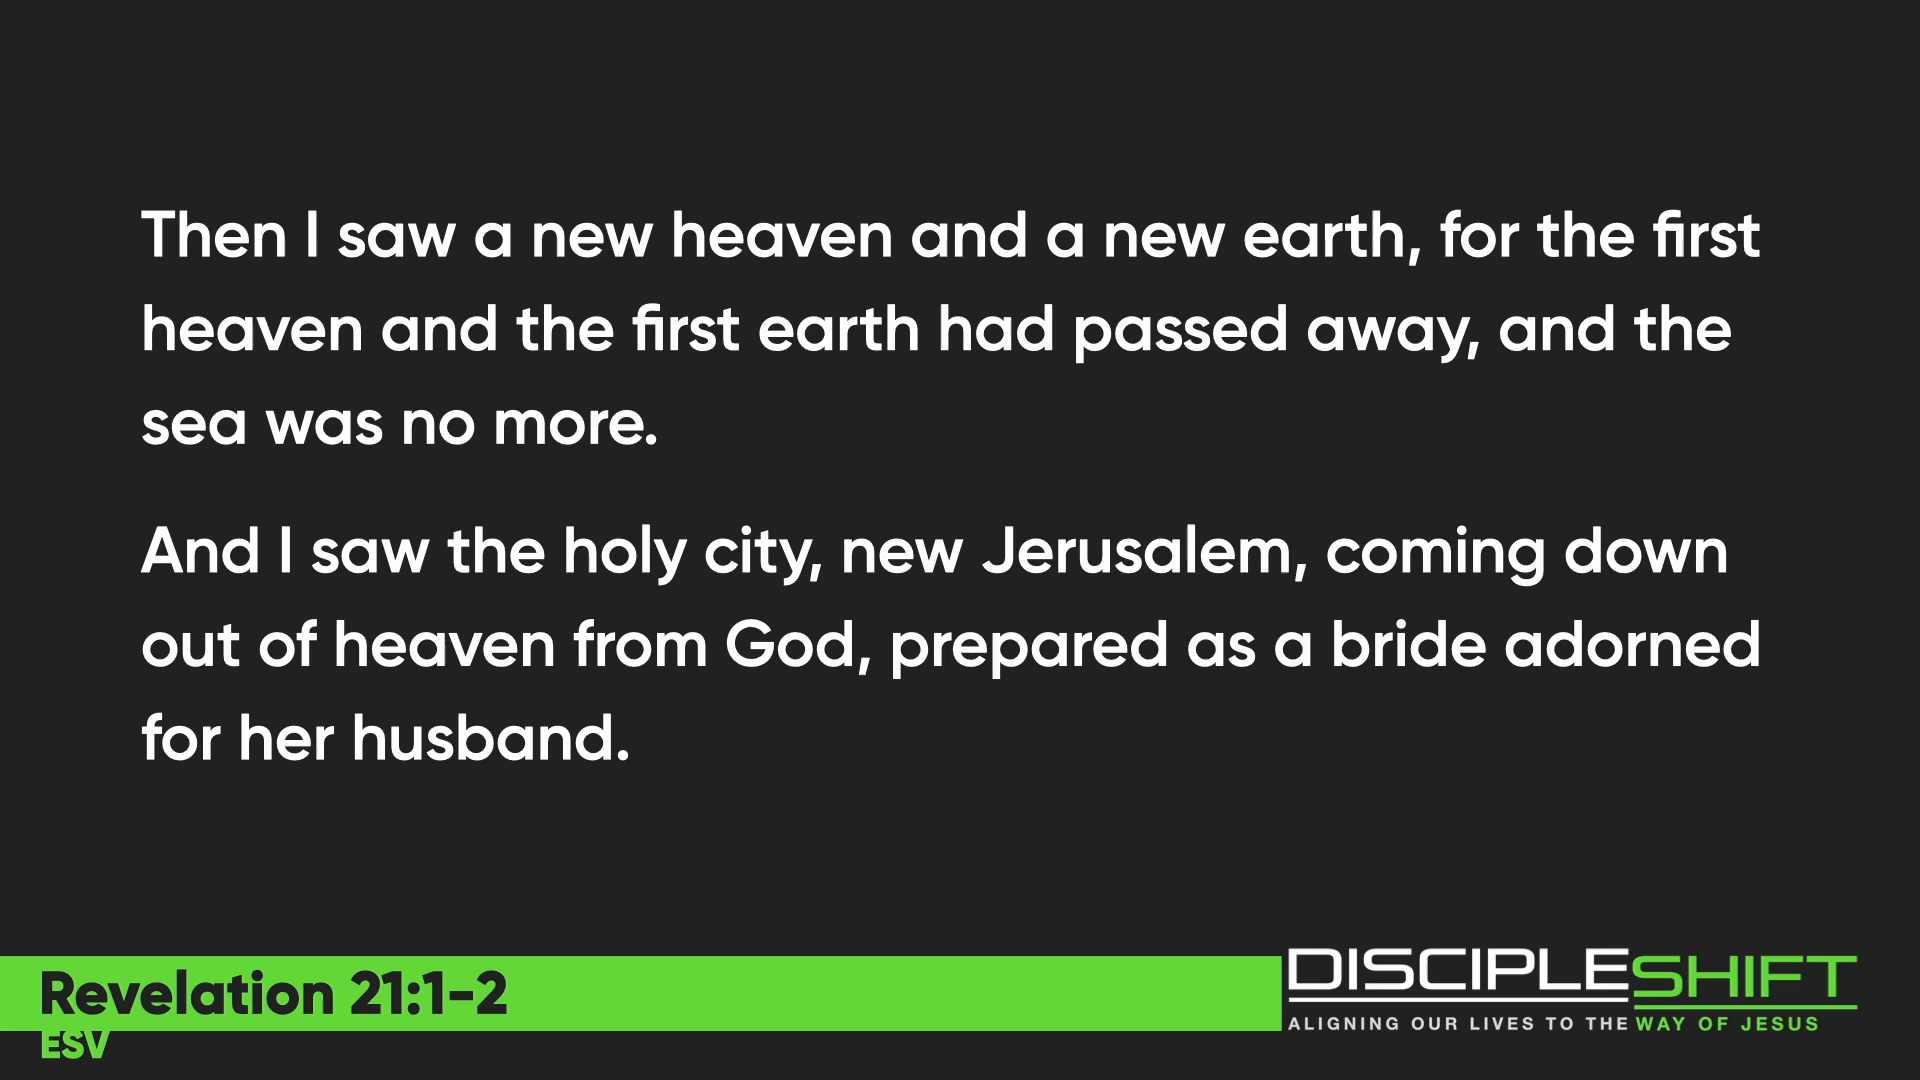 Then I saw a new heaven and a new earth, for the first
heaven and the first earth had passed away, and the
sea was no more.
And I saw the holy city, new Jerusalem, coming down
out of heaven from God, prepared as a bride adorned
for her husband.
Revelation 21:1-2
ESV
DISCIPLESHIFT
ALIGNING OUR LIVES TO THE WAY OF JESUS